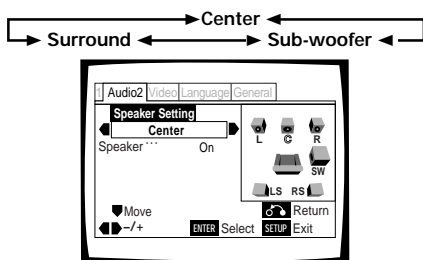 Center
Surround Sub-woofer
1 Audio2 Video Language General
Speaker Setting
Center
Speaker ··· On
L C R
SW
LS RS
Move Return
–/+ ENTER Select SETUP Exit